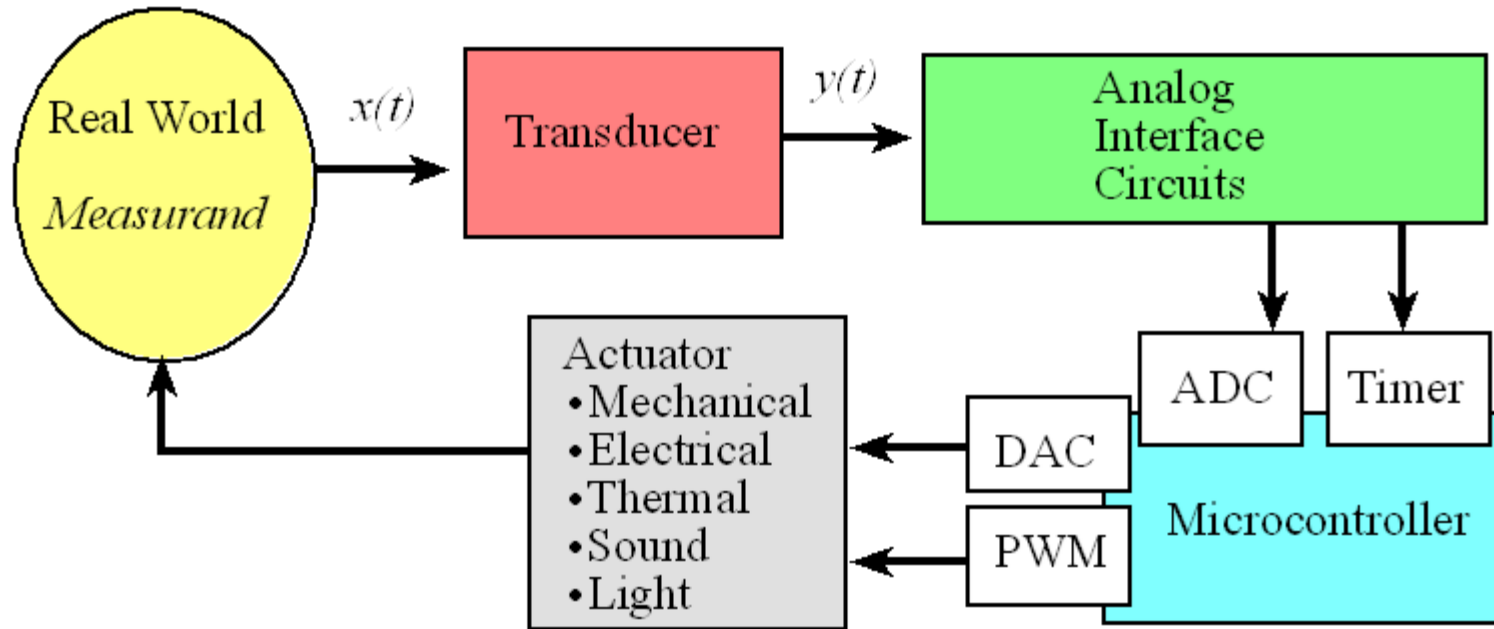 Real World
Measurand
x(t)
Transducer
y(t)
Analog
Interface
Circuits
ADC
Timer
Microcontroller
DAC
PWM
Actuator
•Mechanical
•Electrical
•Thermal
•Sound
•Light